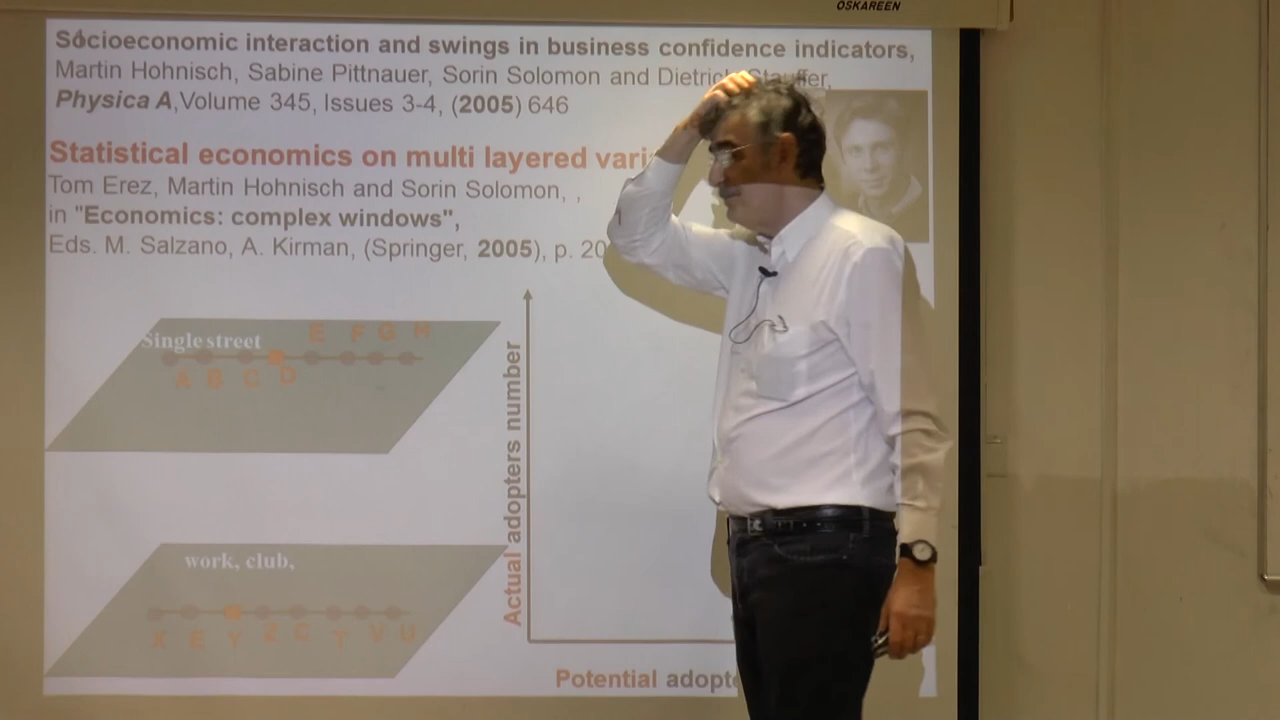 OSKAREEN
Socioeconomic interaction and swings in business confidence indicators,
Martin Hohnisch, Sabine Pittnauer, Sorin Solomon and Dietrich Stauffer,
Physica A,Volume 345, Issues 3-4, (2005) 646
Statistical economics on multi layered vari
Tom Erez, Martin Hohnisch and Sorin Solomon, ,
in "Economics: complex windows",
Eds. M. Salzano, A. Kirman, (Springer, 2005), p. 20
Single street
E F G H
A B C D
Actual adopters number
work, club,
X E Y Z C T V U
Potential adopte